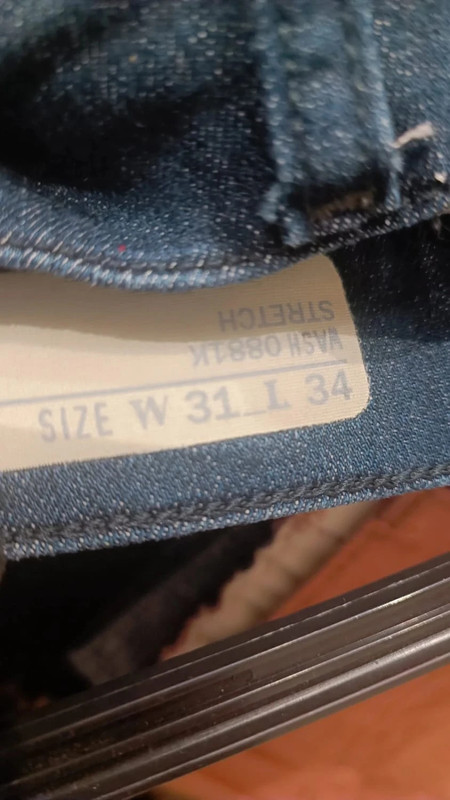 WASH 0881K
STRETCH
SIZE W 31 L 34